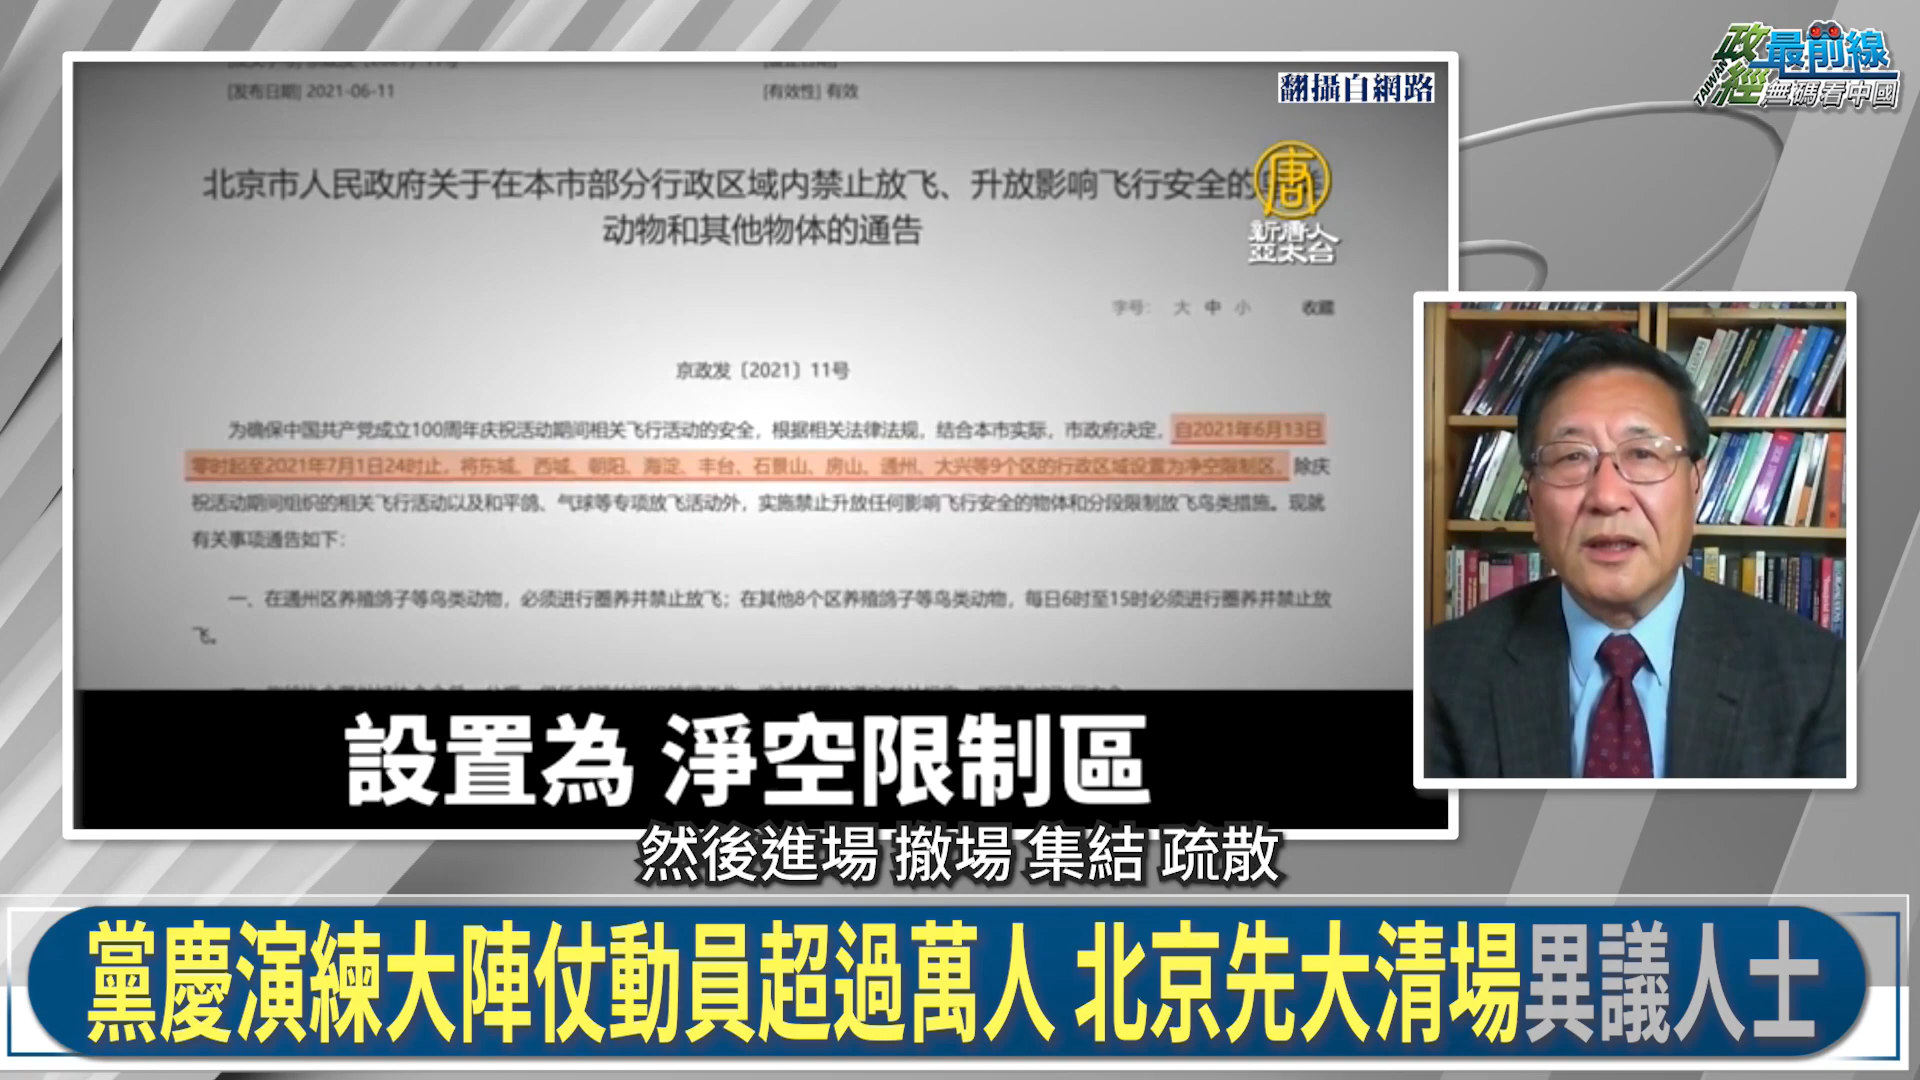 [发布日期] 2021-06-11
[有效性] 有效
翻攝自網路
政經最前線
TAIWAN
無碼看中國
北京市人民政府关于在本市部分行政区域内禁止放飞、升放影响飞行安全的
动物和其他物体的通告
唐
新唐人
亞太台
字号： 大 中 小 收藏
京政发〔2021〕11号
为确保中国共产党成立100周年庆祝活动期间相关飞行活动的安全，根据相关法律法规，结合本市实际，市政府决定，自2021年6月13日
零时起至2021年7月1日24时止，将东城、西城、朝阳、海淀、丰台、石景山、房山、通州、大兴等9个区的行政区域设置为净空限制区，除庆
祝活动期间组织的相关飞行活动以及和平鸽、气球等专项放飞活动外，实施禁止升放任何影响飞行安全的物体和分段限制放飞鸟类措施。现就
有关事项通告如下：
一、在通州区养殖鸽子等鸟类动物，必须进行圈养并禁止放飞；在其他8个区养殖鸽子等鸟类动物，每日6时至15时必须进行圈养并禁止放
飞。
設置為 淨空限制區
然後進場 撤場 集結 疏散
黨慶演練大陣仗動員超過萬人 北京先大清場異議人士